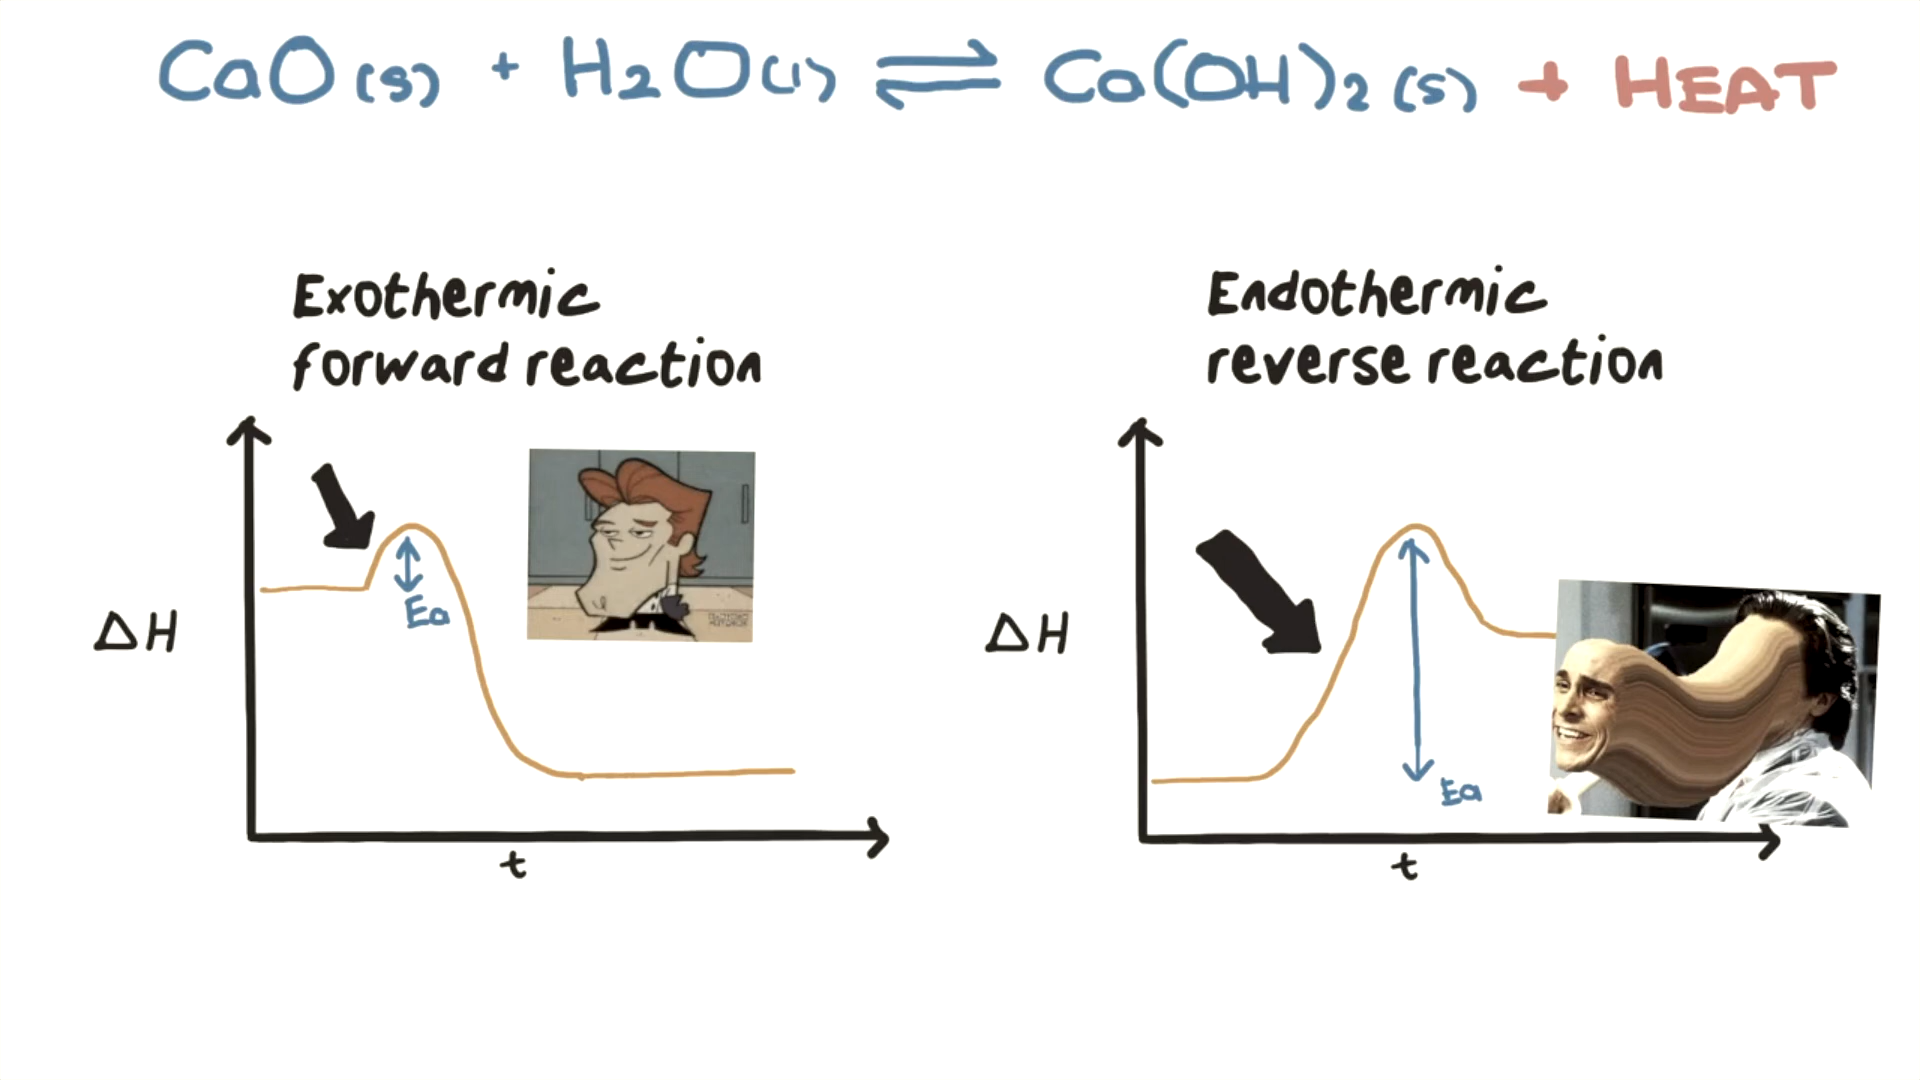 CaO(s) + H2O(l) ⇌ Ca(OH)2(s) + HEAT
Exothermic
forward reaction
Endothermic
reverse reaction
Ea
ΔH
t
Ea
ΔH
t